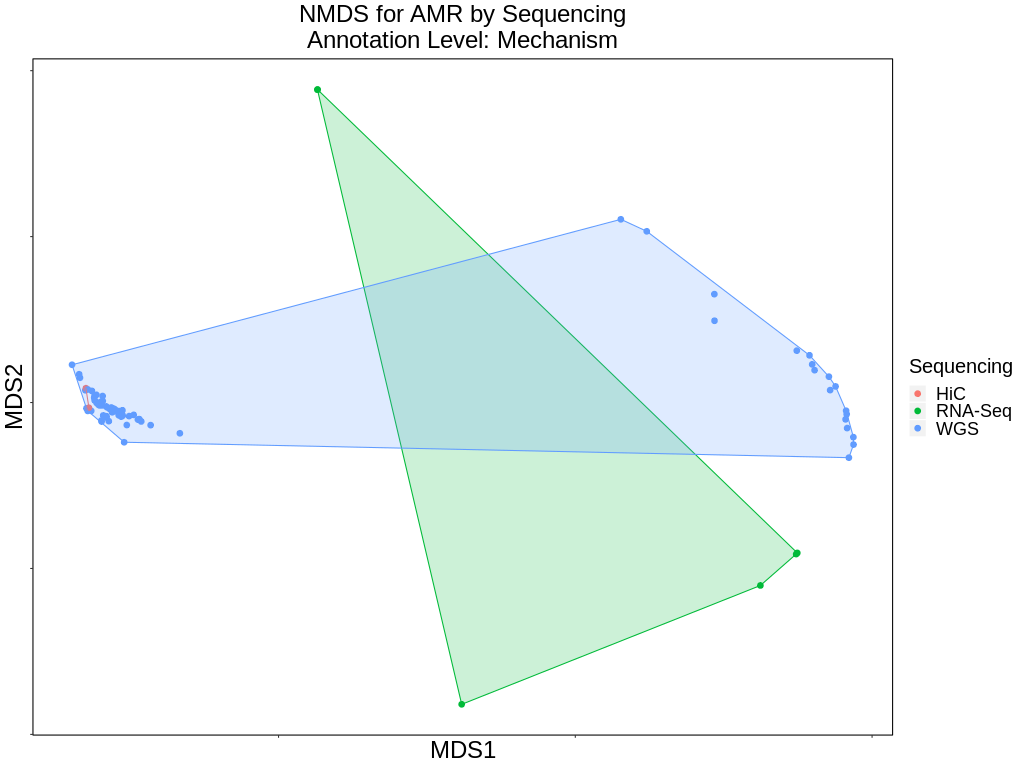 NMDS for AMR by Sequencing
Annotation Level: Mechanism
MDS2
MDS1
Sequencing
HiC
RNA-Seq
WGS